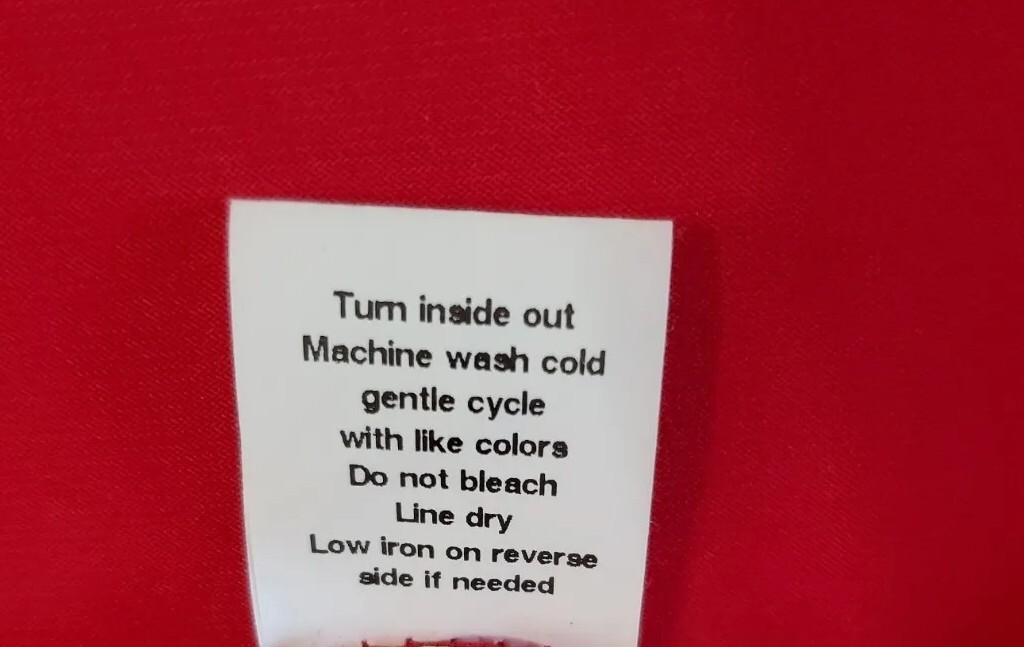 Turn inside out
Machine wash cold
gentle cycle
with like colors
Do not bleach
Line dry
Low iron on reverse
side if needed